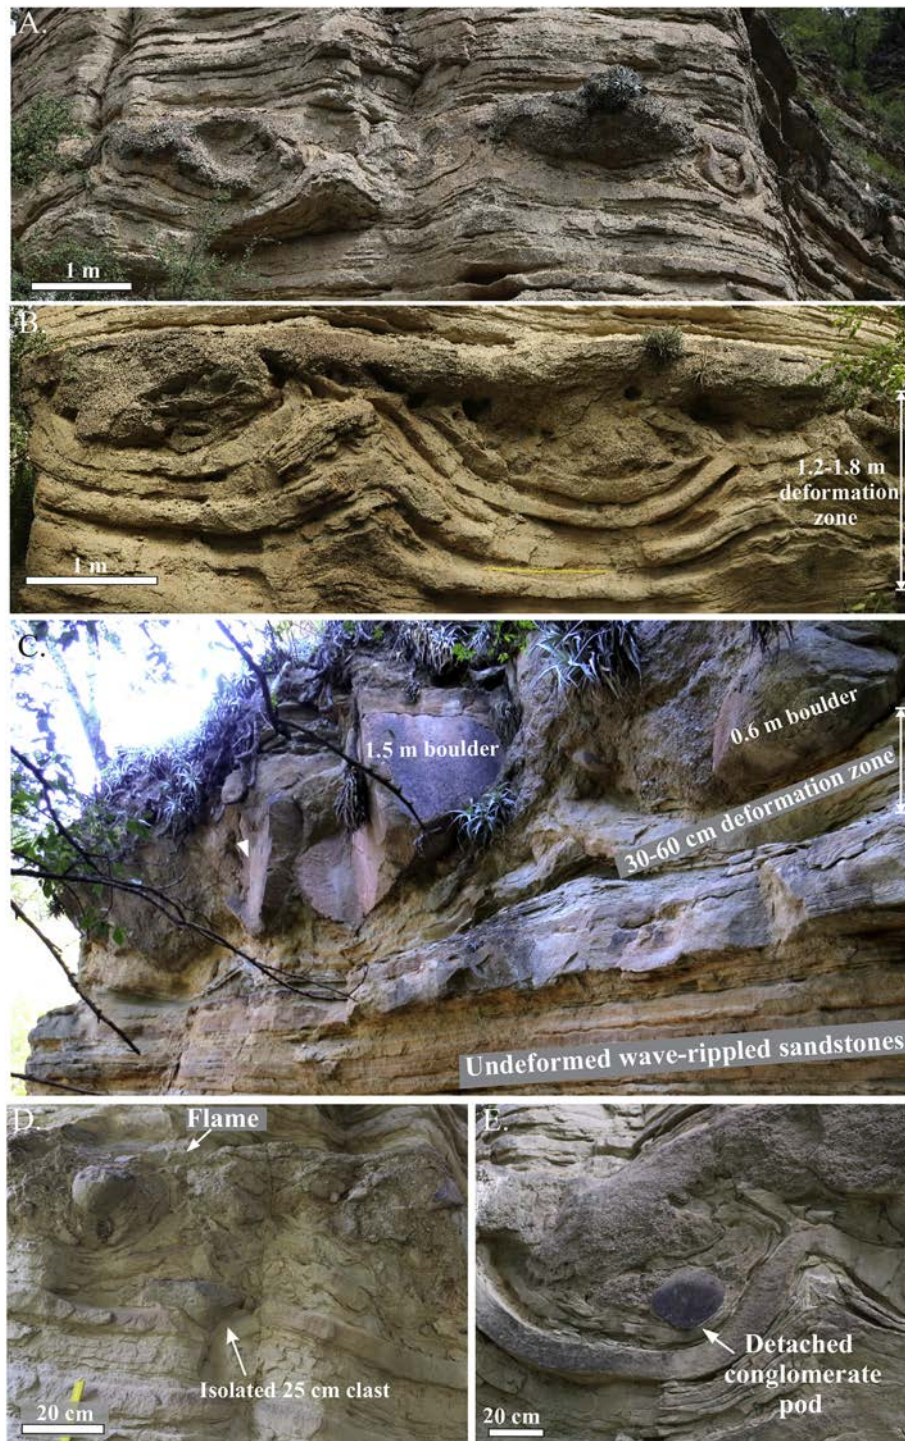 A.
1 m
B.
1.2-1.8 m
deformation
zone
1 m
C.
1.5 m boulder
0.6 m boulder
30-60 cm deformation zone
Undeformed wave-rippled sandstones
D.
Flame
Isolated 25 cm clast
20 cm
E.
Detached
conglomerate
pod
20 cm